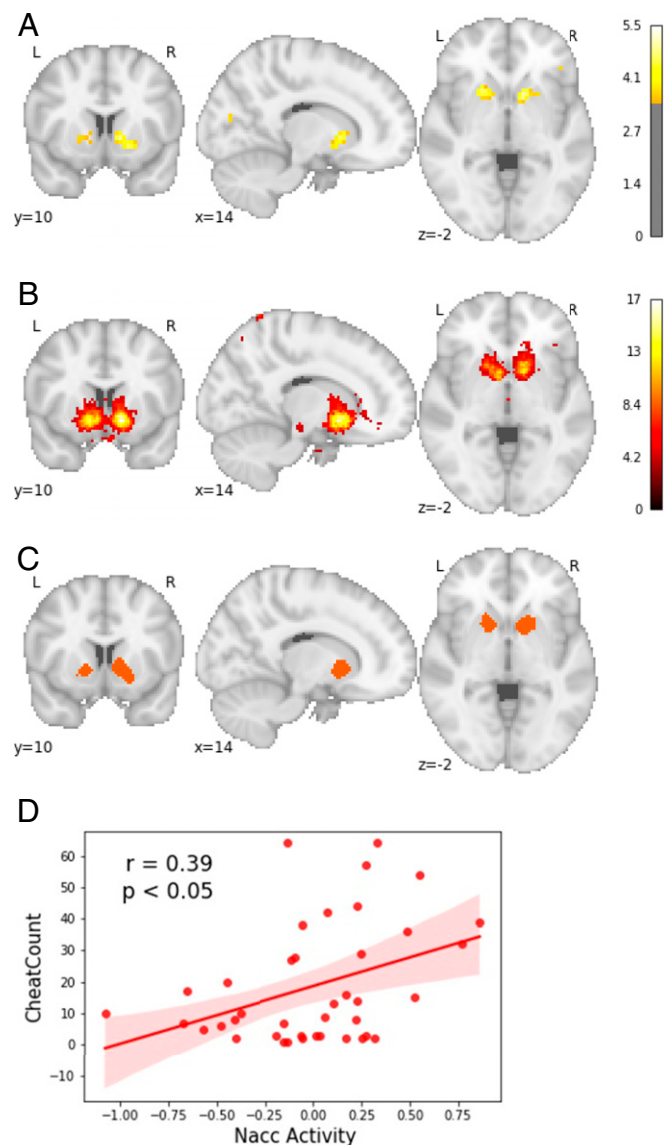 A
L R
y=10
x=14
L R
z=-2
5.5
4.1
2.7
1.4
0
B
L R
y=10
x=14
L R
z=-2
17
13
8.4
4.2
0
C
L R
y=10
x=14
L R
z=-2
D
r = 0.39
p < 0.05
CheatCount
60
50
40
30
20
10
0
−10
−1.00 −0.75 −0.50 −0.25 0.00 0.25 0.50 0.75
Nacc Activity